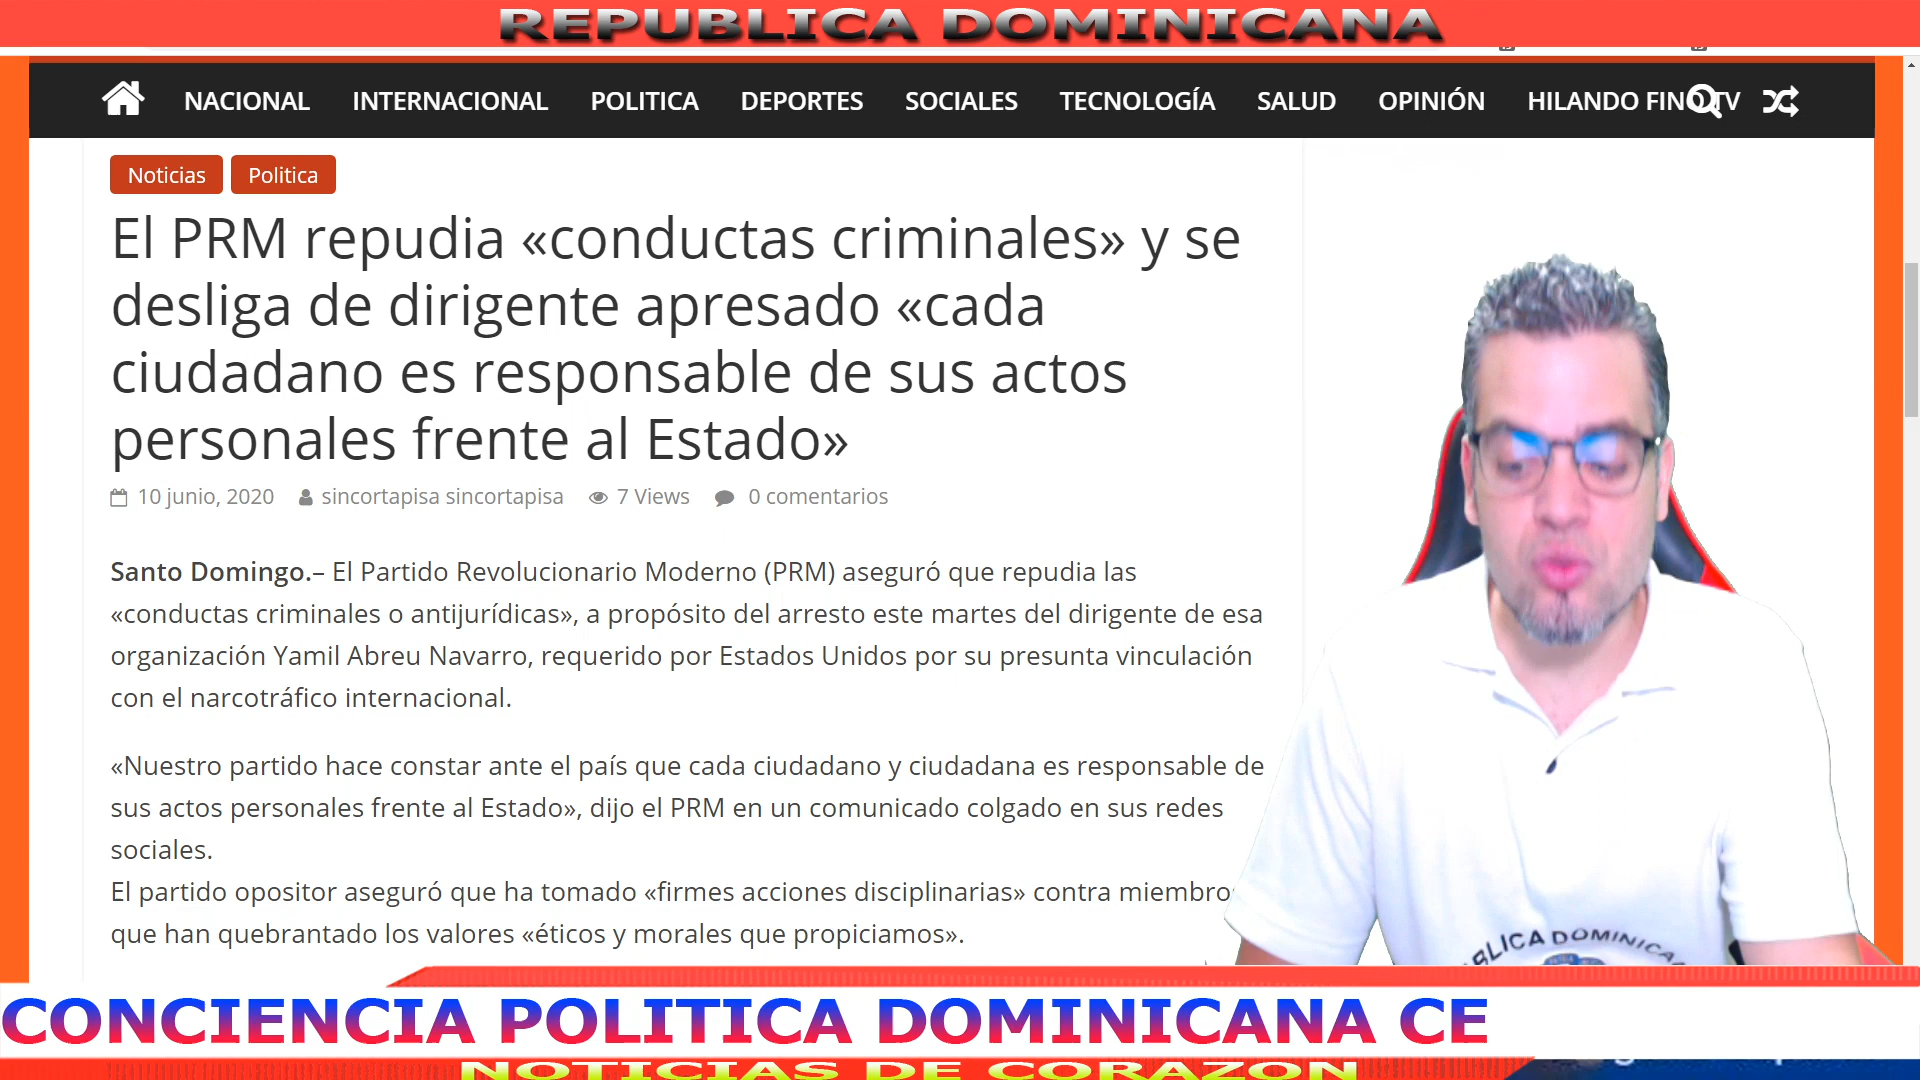 REPUBLICA DOMINICANA
NACIONAL INTERNACIONAL POLITICA DEPORTES SOCIALES TECNOLOGÍA SALUD OPINIÓN HILANDO FINO TV
Noticias Politica
El PRM repudia «conductas criminales» y se
desliga de dirigente apresado «cada
ciudadano es responsable de sus actos
personales frente al Estado»
10 junio, 2020 sincortapisa sincortapisa 7 Views 0 comentarios
Santo Domingo.– El Partido Revolucionario Moderno (PRM) aseguró que repudia las
«conductas criminales o antijurídicas», a propósito del arresto este martes del dirigente de esa
organización Yamil Abreu Navarro, requerido por Estados Unidos por su presunta vinculación
con el narcotráfico internacional.
«Nuestro partido hace constar ante el país que cada ciudadano y ciudadana es responsable de
sus actos personales frente al Estado», dijo el PRM en un comunicado colgado en sus redes
sociales.
El partido opositor aseguró que ha tomado «firmes acciones disciplinarias» contra miembro
que han quebrantado los valores «éticos y morales que propiciamos».
BLICA DOMINICA
CONCIENCIA POLITICA DOMINICANA CE
NOTICIAS DE CORAZON